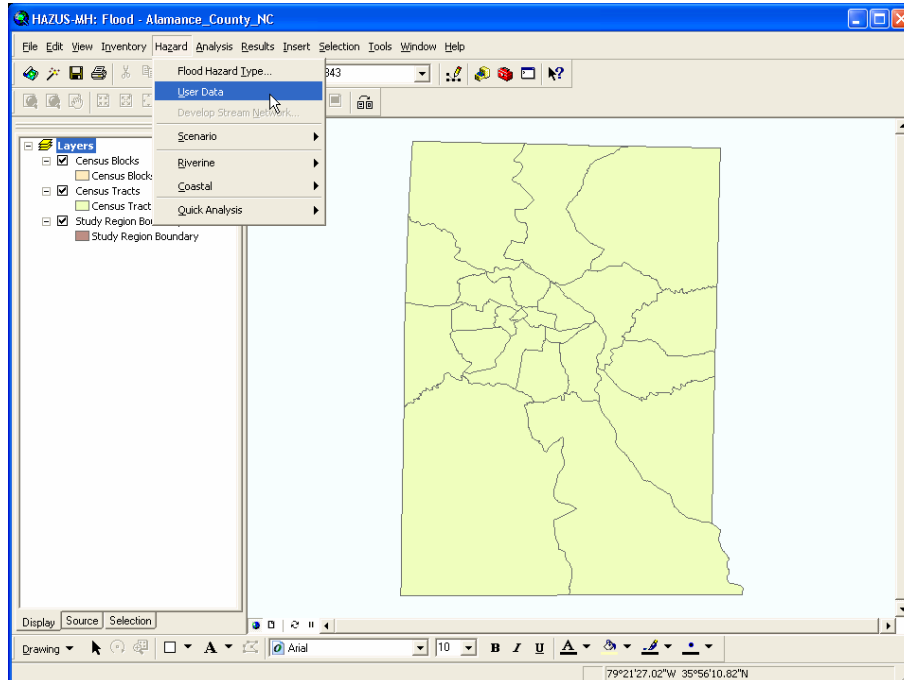 HAZUS-MH: Flood - Alamance_County_NC
File Edit View Inventory Hazard Analysis Results Insert Selection Tools Window Help
Flood Hazard Type...
343
User Data
Develop Stream Network...
Scenario
Riverine
Coastal
Quick Analysis
Layers
Census Blocks
Census Block
Census Tracts
Census Tract
Study Region Bou
Study Region Boundary
Display Source Selection
Drawing A Arial 10 B I U A
79°21'27.02"W 35°56'10.82"N